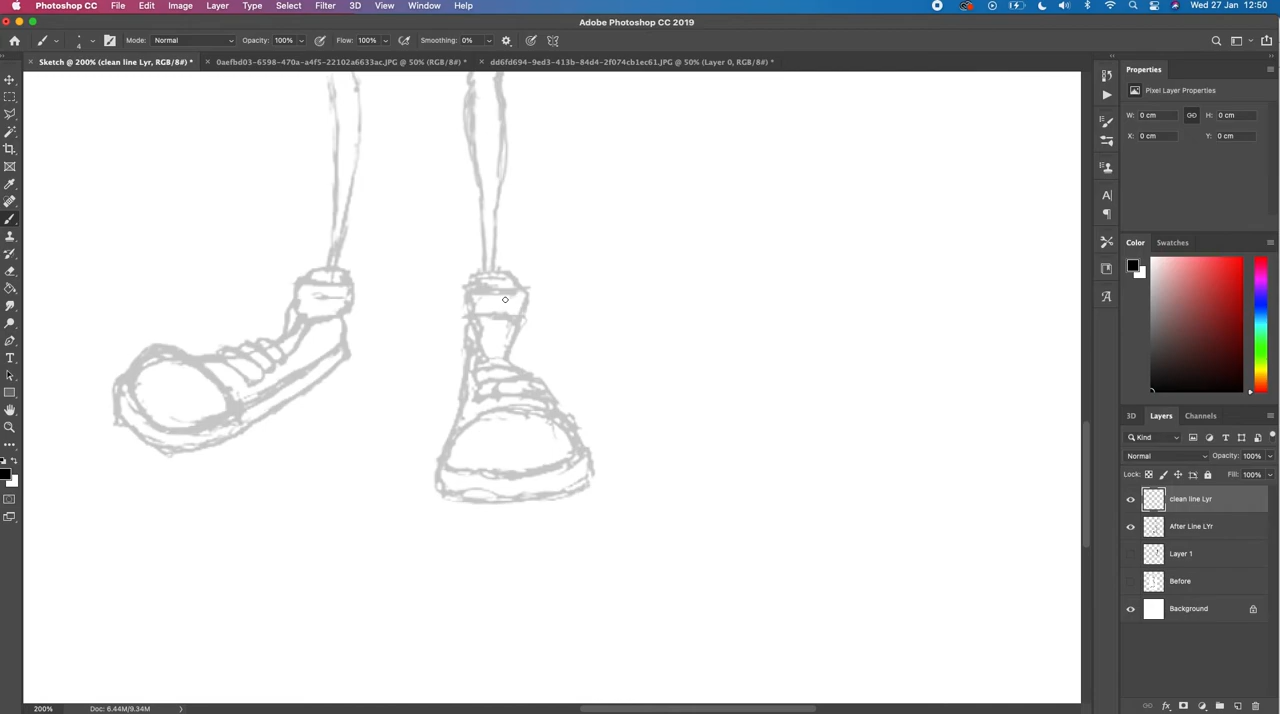 Photoshop CC File Edit Image Layer Type Select Filter 3D View Window Help Wed 27 Jan 12:50
Adobe Photoshop CC 2019
4 Mode: Normal Opacity: 100% Flow: 100% Smoothing: 0%
Sketch @ 200% (clean line Lyr, RGB/8#) * 0aefbd03-6598-470a-a4f5-22102a6633ac.JPG @ 50% (RGB/8#) * dd6fd694-9ed3-413b-84d4-2f074cb1ec61.JPG @ 50% (Layer 0, RGB/8#) *
Properties
Pixel Layer Properties
W: 0 cm H: 0 cm
X: 0 cm Y: 0 cm
Color Swatches
3D Layers Channels
Kind
Normal Opacity: 100%
Lock: Fill: 100%
clean line Lyr
After Line LYr
Layer 1
Before
Background
200% Doc: 6.44M/9.34M